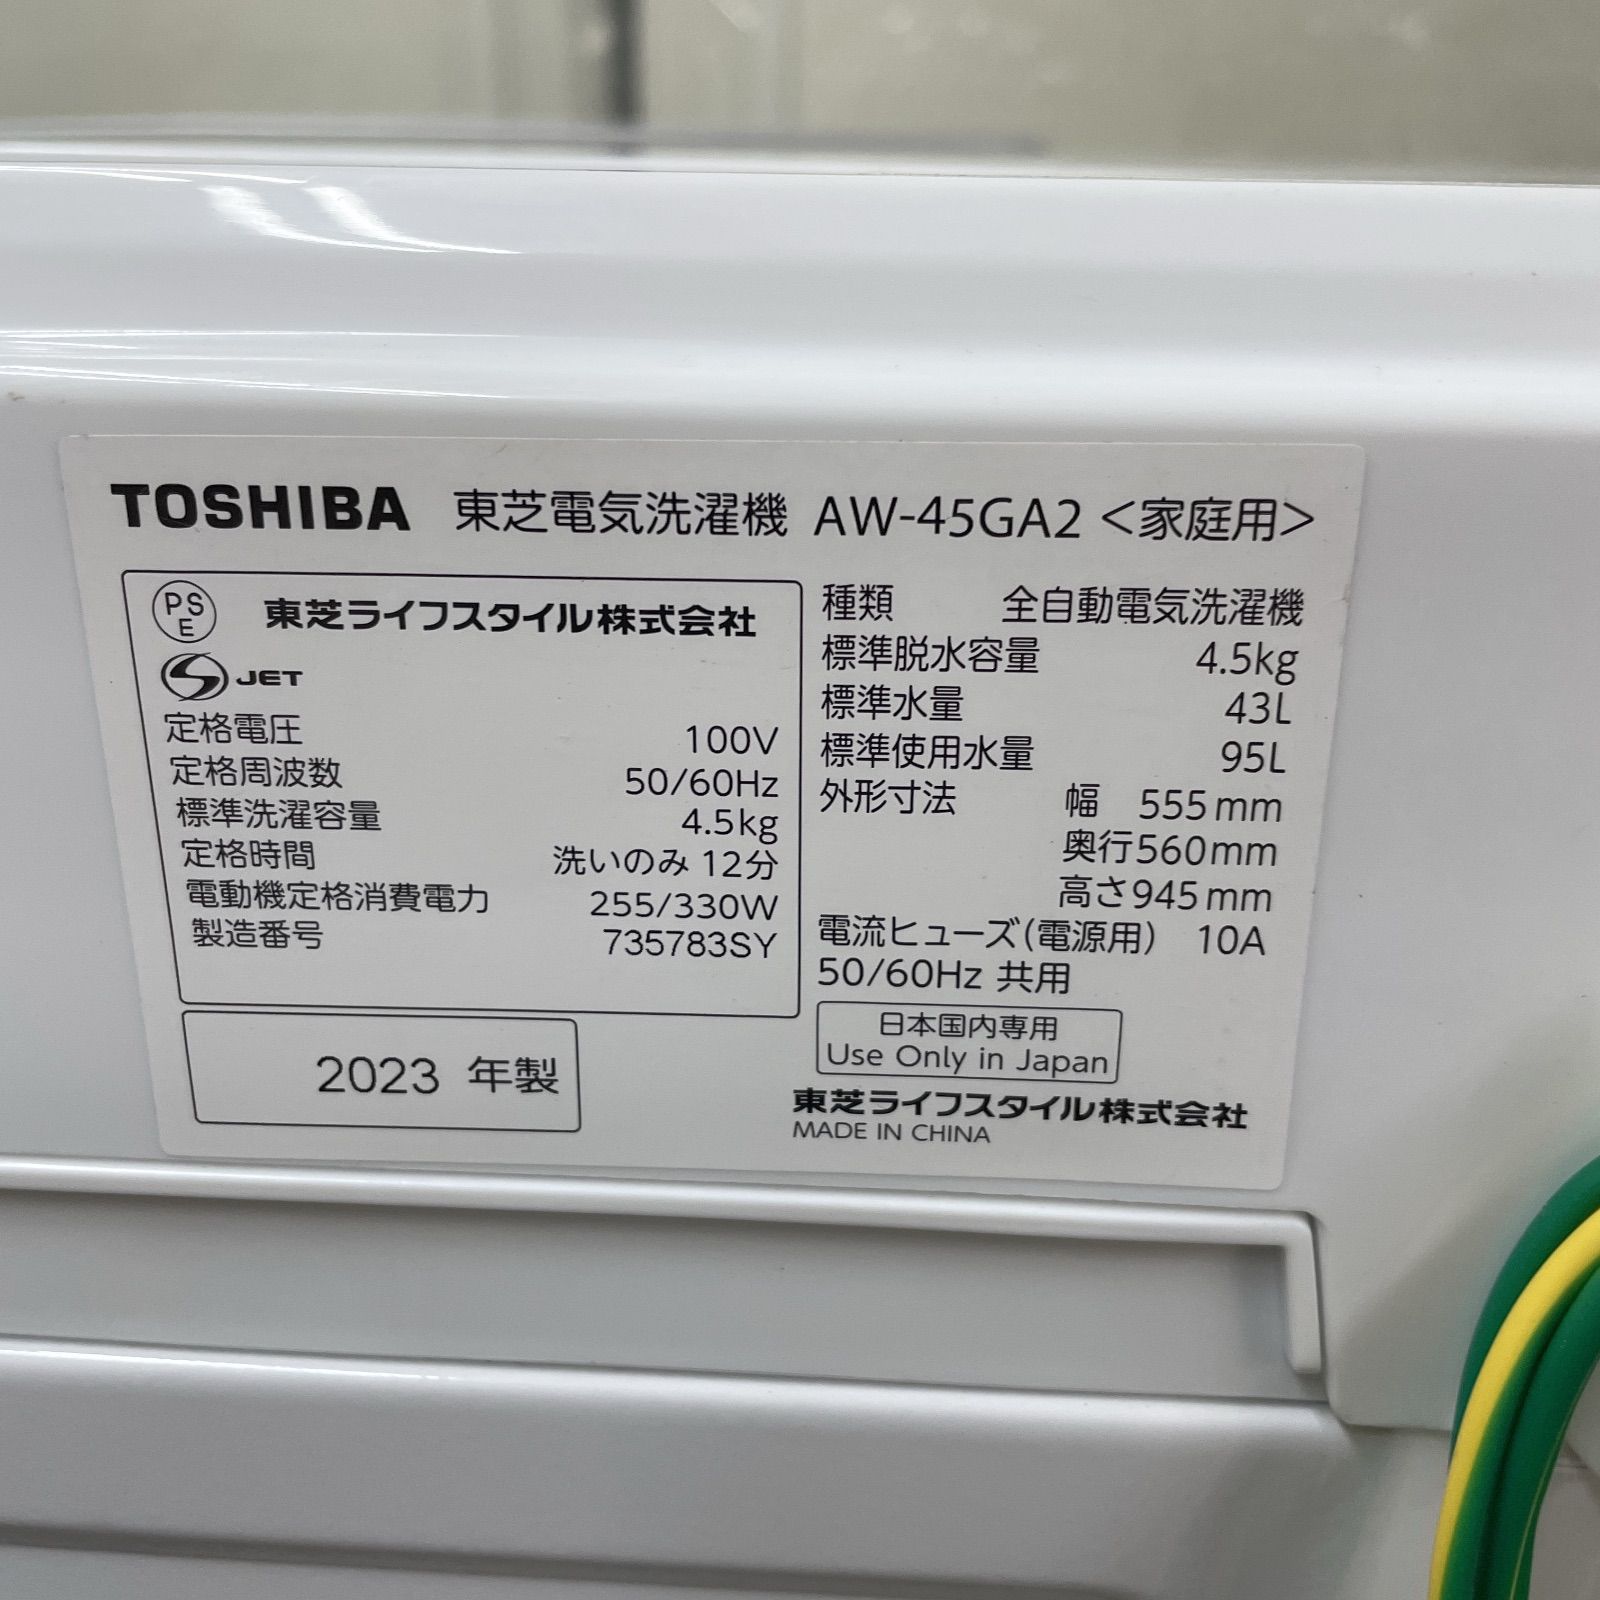 TOSHIBA 東芝電気洗濯機 AW-45GA2 <家庭用>
PSE 東芝ライフスタイル株式会社
S JET
定格電圧 100V
定格周波数 50/60Hz
標準洗濯容量 4.5kg
定格時間 洗いのみ 12分
電動機定格消費電力 255/330W
製造番号 735783SY
2023 年製
種類 全自動電気洗濯機
標準脱水容量 4.5kg
標準水量 43L
標準使用水量 95L
外形寸法 幅 555mm
奥行560mm
高さ945mm
電流ヒューズ(電源用) 10A
50/60Hz 共用
日本国内専用
Use Only in Japan
東芝ライフスタイル株式会社
MADE IN CHINA